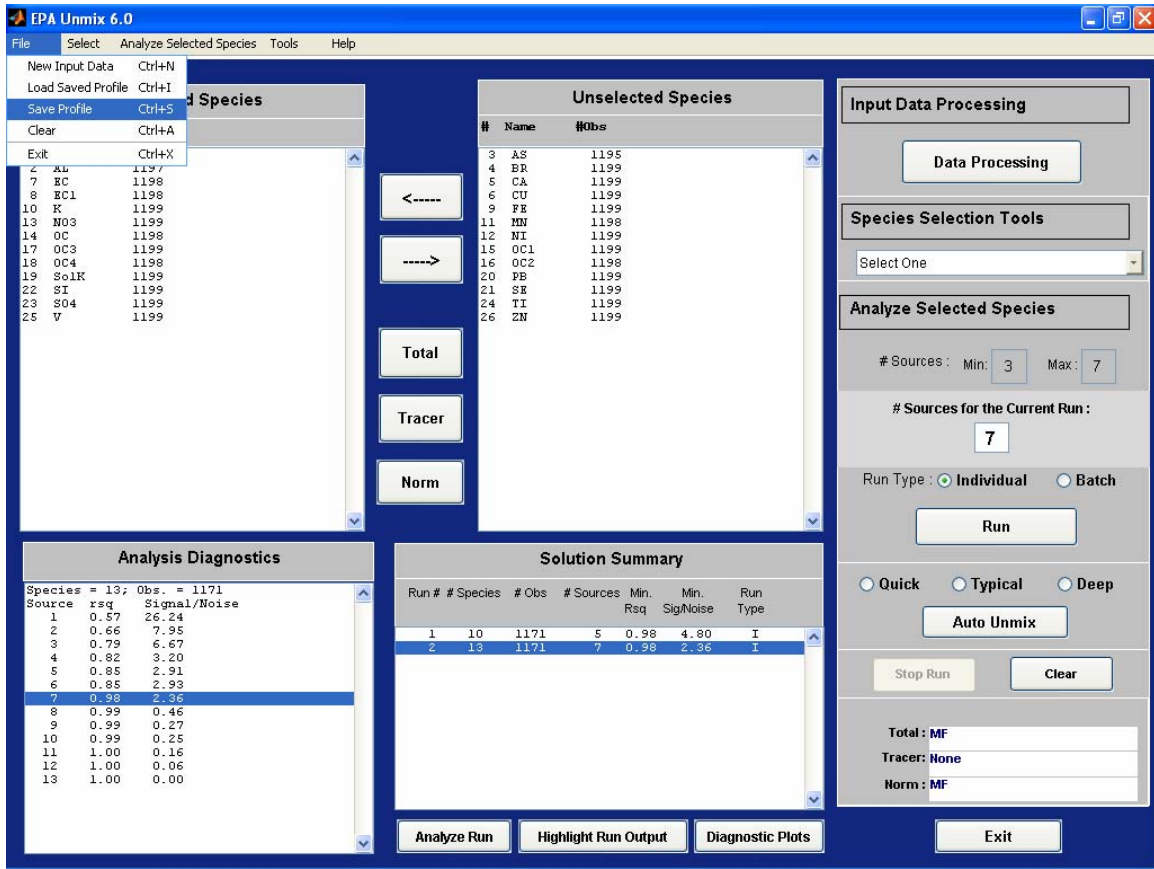 EPA Unmix 6.0
File Select Analyze Selected Species Tools Help
New Input Data Ctrl+N
Load Saved Profile Ctrl+I
Save Profile Ctrl+S
Clear Ctrl+A
Exit Ctrl+X
d Species
2 AL 1197
7 EC 1198
8 EC1 1198
10 K 1199
13 NO3 1199
14 OC 1198
17 OC3 1199
18 OC4 1198
19 SolK 1199
22 SI 1199
23 SO4 1199
25 V 1199
<-----
----->
Total
Tracer
Norm
Unselected Species
# Name #Obs
3 AS 1195
4 BR 1199
5 CA 1199
6 CU 1199
9 FE 1199
11 MN 1198
12 NI 1199
15 OC1 1199
16 OC2 1198
20 PB 1199
21 SE 1199
24 TI 1199
26 ZN 1199
Input Data Processing
Data Processing
Species Selection Tools
Select One
Analyze Selected Species
# Sources : Min: 3 Max : 7
# Sources for the Current Run :
7
Run Type : Individual Batch
Run
Quick Typical Deep
Auto Unmix
Stop Run Clear
Total : MF
Tracer: None
Norm : MF
Exit
Analysis Diagnostics
Species = 13; Obs. = 1171
Source rsq Signal/Noise
1 0.57 26.24
2 0.66 7.95
3 0.79 6.67
4 0.82 3.20
5 0.85 2.91
6 0.85 2.93
7 0.98 2.36
8 0.99 0.46
9 0.99 0.27
10 0.99 0.25
11 1.00 0.16
12 1.00 0.06
13 1.00 0.00
Solution Summary
Run # # Species # Obs # Sources Min. Min. Run
Rsq Sig/Noise Type
1 10 1171 5 0.98 4.80 I
2 13 1171 7 0.98 2.36 I
Analyze Run Highlight Run Output Diagnostic Plots